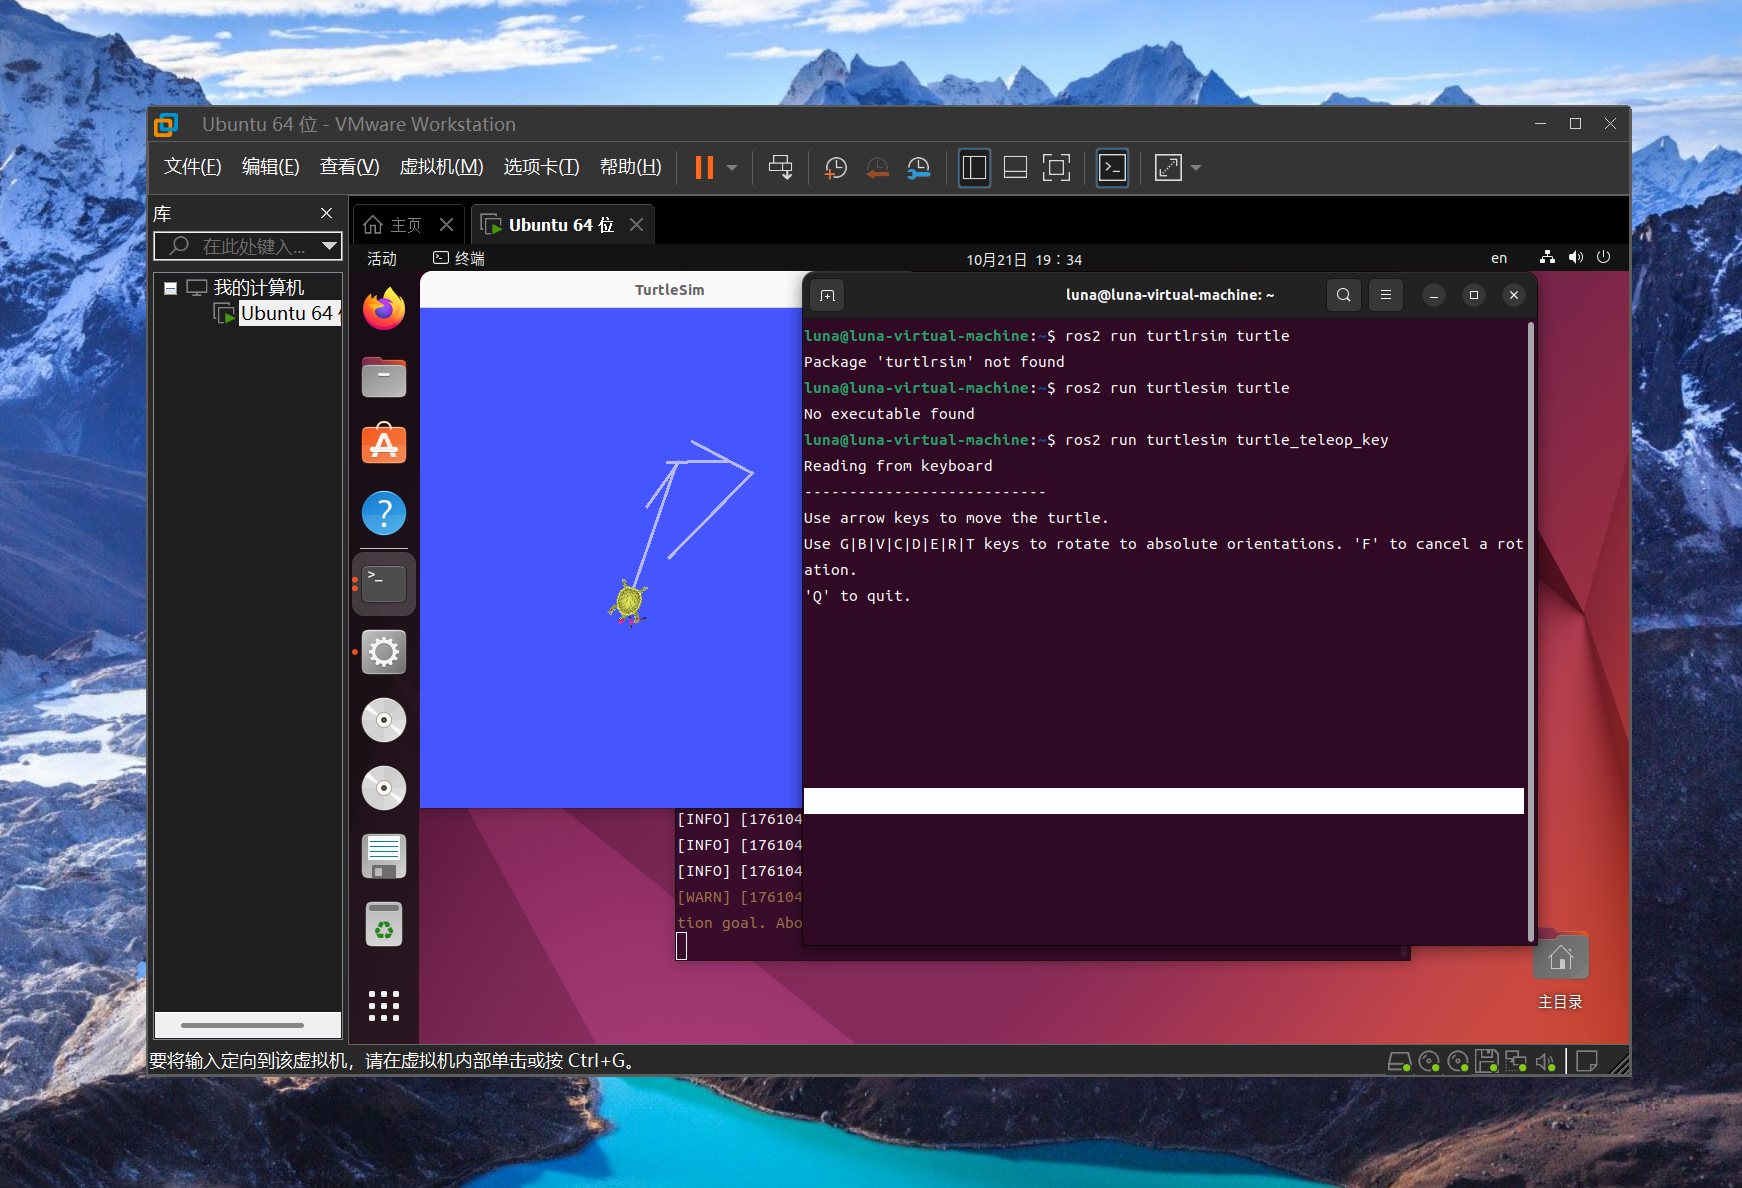 Ubuntu 64 位 - VMware Workstation
文件(F) 编辑(E) 查看(V) 虚拟机(M) 选项卡(T) 帮助(H)
库
在此处键入...
我的计算机
Ubuntu 64
主页
Ubuntu 64 位
活动 终端 10月21日 19：34 en
TurtleSim
luna@luna-virtual-machine: ~
luna@luna-virtual-machine:~$ ros2 run turtlrsim turtle
Package 'turtlrsim' not found
luna@luna-virtual-machine:~$ ros2 run turtlesim turtle
No executable found
luna@luna-virtual-machine:~$ ros2 run turtlesim turtle_teleop_key
Reading from keyboard
---------------------------
Use arrow keys to move the turtle.
Use G|B|V|C|D|E|R|T keys to rotate to absolute orientations. 'F' to cancel a rot
ation.
'Q' to quit.
[INFO] [176104
[INFO] [176104
[INFO] [176104
[WARN] [176104
tion goal. Abo
主目录
要将输入定向到该虚拟机，请在虚拟机内部单击或按 Ctrl+G。